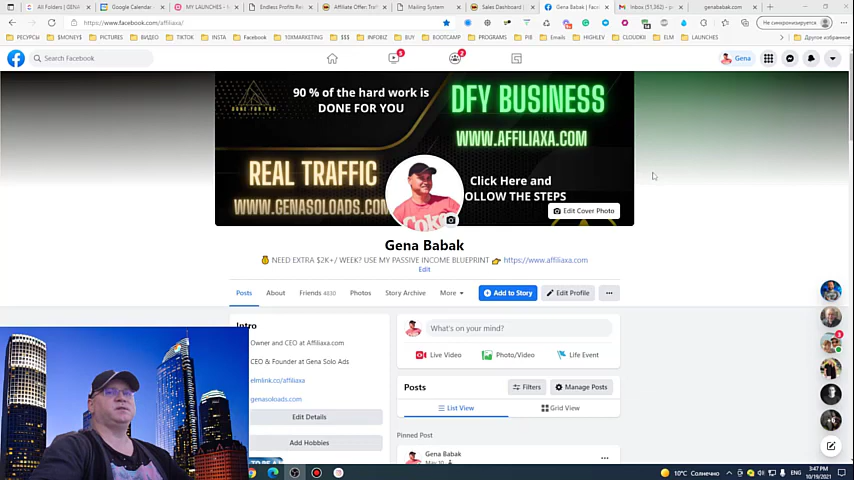 All Folders | GENA
Google Calendar
MY LAUNCHES -
Endless Profits Rel
Affiliate Offer: Traf
Mailing System
Sales Dashboard |
Gena Babak | Face
Inbox (51,362) - p
genababak.com
https://www.facebook.com/affiliaxa/
Не синхронизируется
РЕСУРСЫ
$MONEY$
PICTURES
ВИДЕО
TIKTOK
INSTA
Facebook
10XMARKETING
$$$
INFOBIZ
BUY
BOOTCAMP
PROGRAMS
PIB
Emails
HIGHLEV
CLOUDKII
ELM
LAUNCHES
Другое избранное
Search Facebook
Gena
90 % of the hard work is
DONE FOR YOU
DFY BUSINESS
WWW.AFFILIAXA.COM
REAL TRAFFIC
WWW.GENASOLOADS.COM
Click Here and
OLLOW THE STEPS
Edit Cover Photo
Gena Babak
NEED EXTRA $2K+/ WEEK? USE MY PASSIVE INCOME BLUEPRINT https://www.affiliaxa.com
Edit
Posts
About
Friends 4830
Photos
Story Archive
More
Add to Story
Edit Profile
Intro
Owner and CEO at Affiliaxa.com
CEO & Founder at Gena Solo Ads
elmlink.co/affiliaxa
genasoloads.com
Edit Details
Add Hobbies
What's on your mind?
Live Video
Photo/Video
Life Event
Posts
Filters
Manage Posts
List View
Grid View
Pinned Post
Gena Babak
May 10
10°C Солнечно
ENG
3:47 PM
10/19/2021